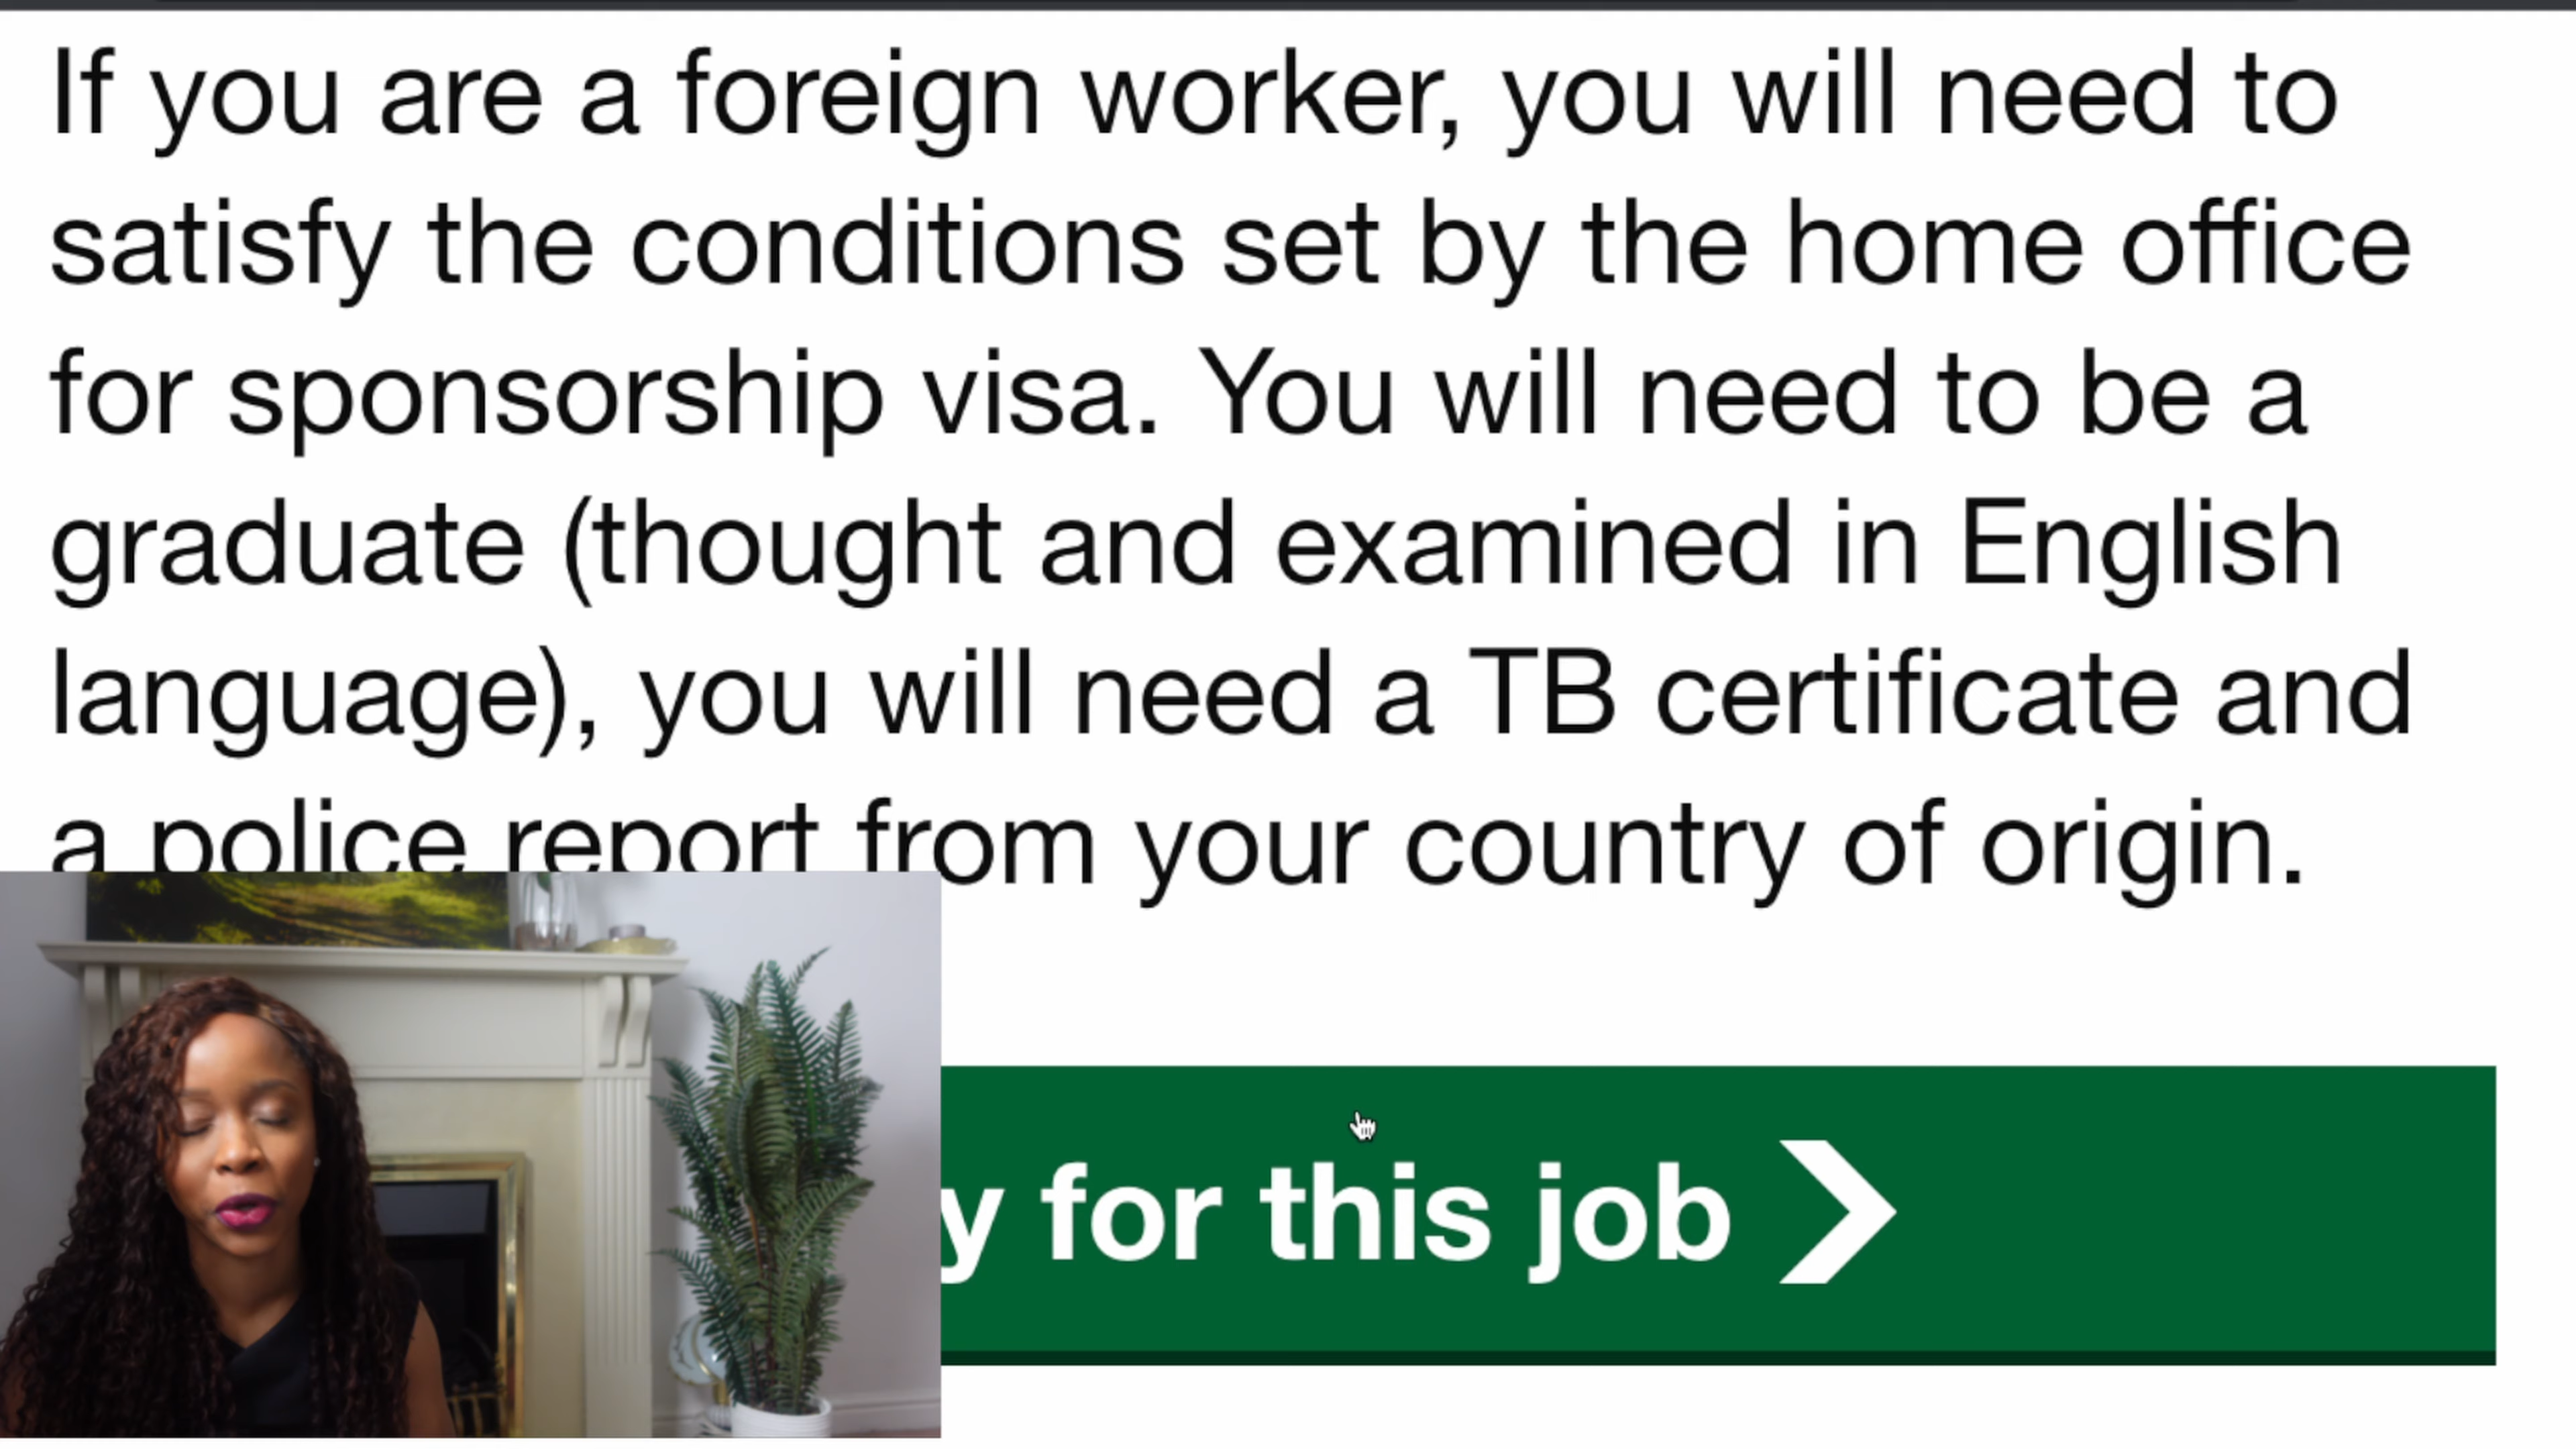 If you are a foreign worker, you will need to
satisfy the conditions set by the home office
for sponsorship visa. You will need to be a
graduate (thought and examined in English
language), you will need a TB certificate and
a police report from your country of origin.
y for this job